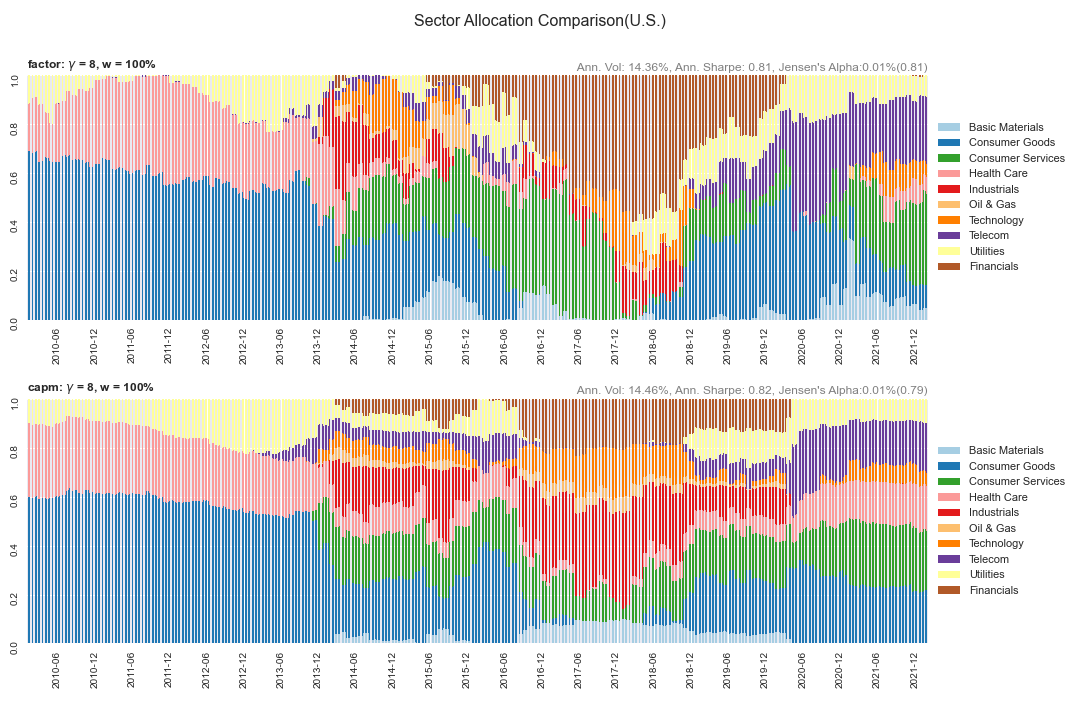 Sector Allocation Comparison(U.S.)
factor: γ = 8, w = 100%
Ann. Vol: 14.36%, Ann. Sharpe: 0.81, Jensen's Alpha:0.01%(0.81)
1.0
0.8
0.6
0.4
0.2
0.0
Basic Materials
Consumer Goods
Consumer Services
Health Care
Industrials
Oil & Gas
Technology
Telecom
Utilities
Financials
2010-06
2010-12
2011-06
2011-12
2012-06
2012-12
2013-06
2013-12
2014-06
2014-12
2015-06
2015-12
2016-06
2016-12
2017-06
2017-12
2018-06
2018-12
2019-06
2019-12
2020-06
2020-12
2021-06
2021-12
capm: γ = 8, w = 100%
Ann. Vol: 14.46%, Ann. Sharpe: 0.82, Jensen's Alpha:0.01%(0.79)
1.0
0.8
0.6
0.4
0.2
0.0
Basic Materials
Consumer Goods
Consumer Services
Health Care
Industrials
Oil & Gas
Technology
Telecom
Utilities
Financials
2010-06
2010-12
2011-06
2011-12
2012-06
2012-12
2013-06
2013-12
2014-06
2014-12
2015-06
2015-12
2016-06
2016-12
2017-06
2017-12
2018-06
2018-12
2019-06
2019-12
2020-06
2020-12
2021-06
2021-12